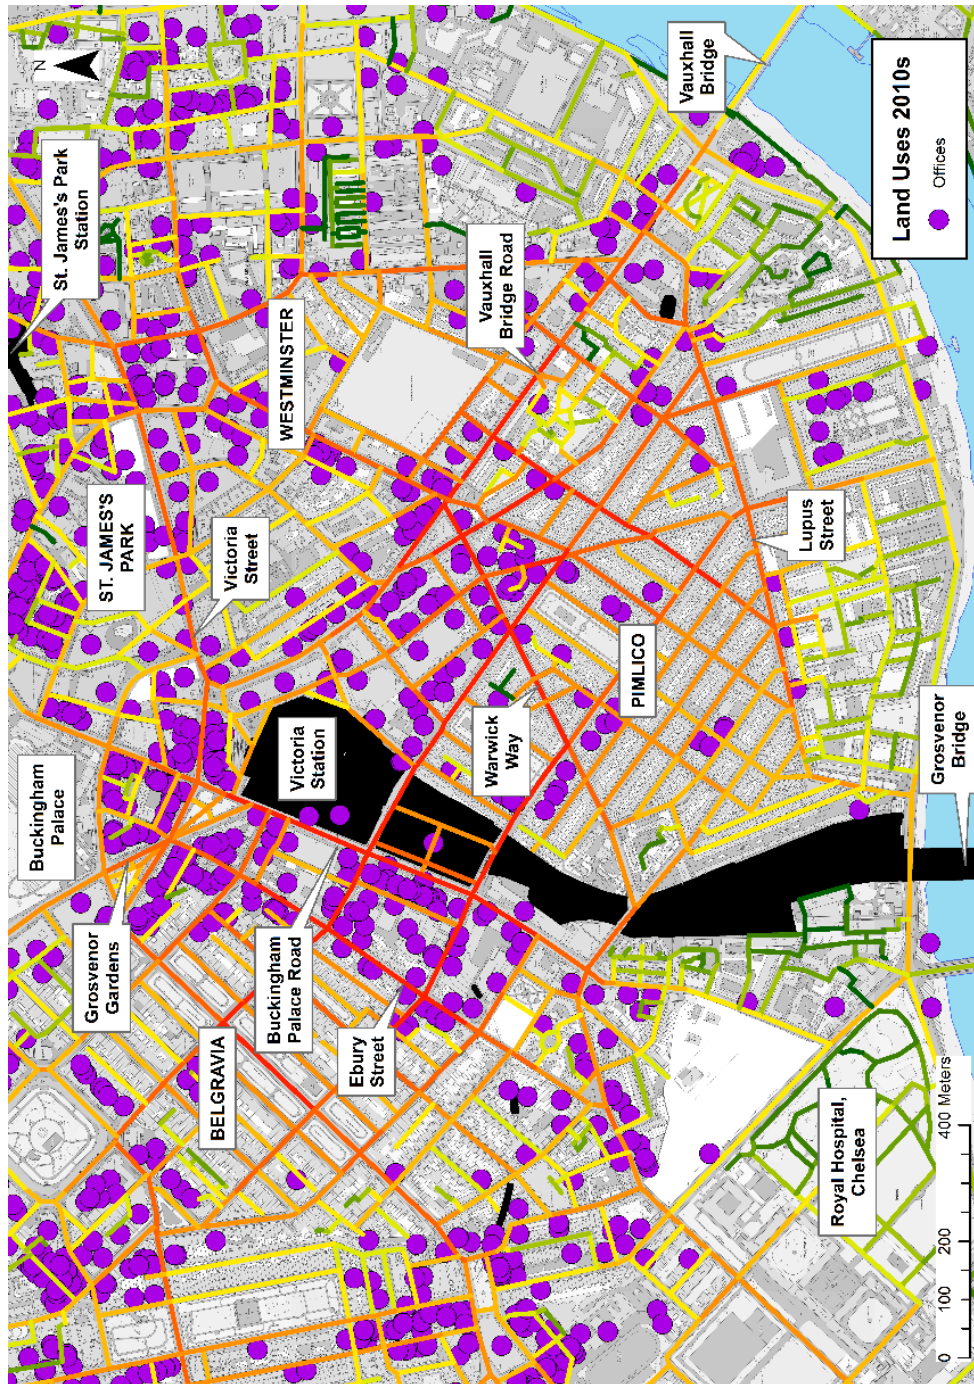 Royal Hospital,
Chelsea
Grosvenor
Bridge
Lupus
Street
Vauxhall
Bridge
PIMLICO
Warwick
Way
Vauxhall
Bridge Road
Ebury
Street
Buckingham
Palace Road
Victoria
Station
WESTMINSTER
BELGRAVIA
Victoria
Street
Grosvenor
Gardens
ST. JAMES'S
PARK
Buckingham
Palace
St. James's Park
Station
N
Land Uses 2010s
Offices
0 100 200 400 Meters